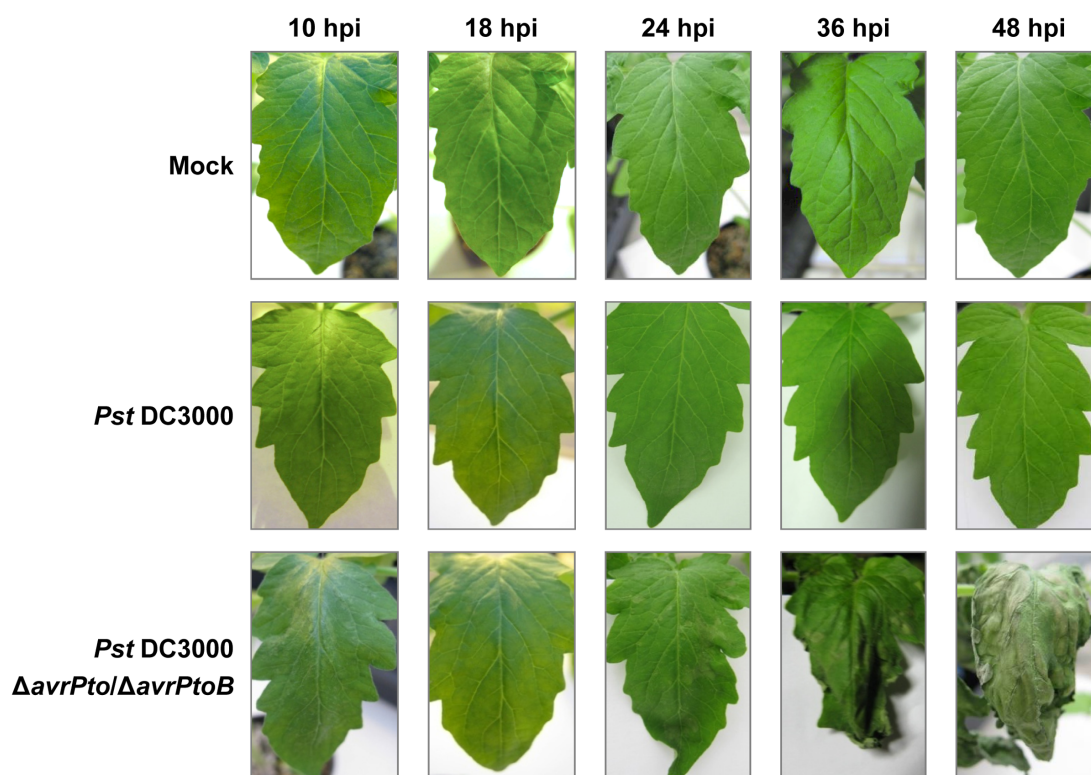 10 hpi 18 hpi 24 hpi 36 hpi 48 hpi
Mock
Pst DC3000
Pst DC3000
ΔavrPto/ΔavrPtoB